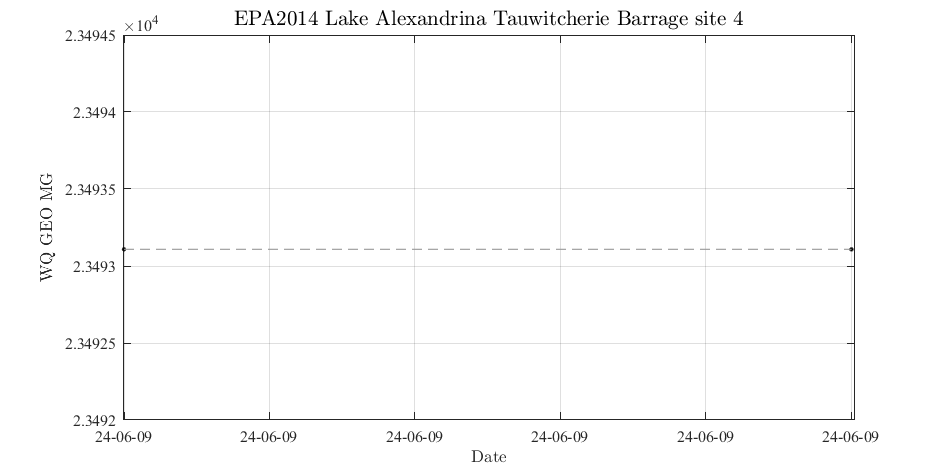 EPA2014 Lake Alexandrina Tauwitcherie Barrage site 4
×10^4
2.34945
2.3494
2.34935
2.3493
2.34925
2.3492
WQ GEO MG
24-06-09 24-06-09 24-06-09 24-06-09 24-06-09 24-06-09
Date